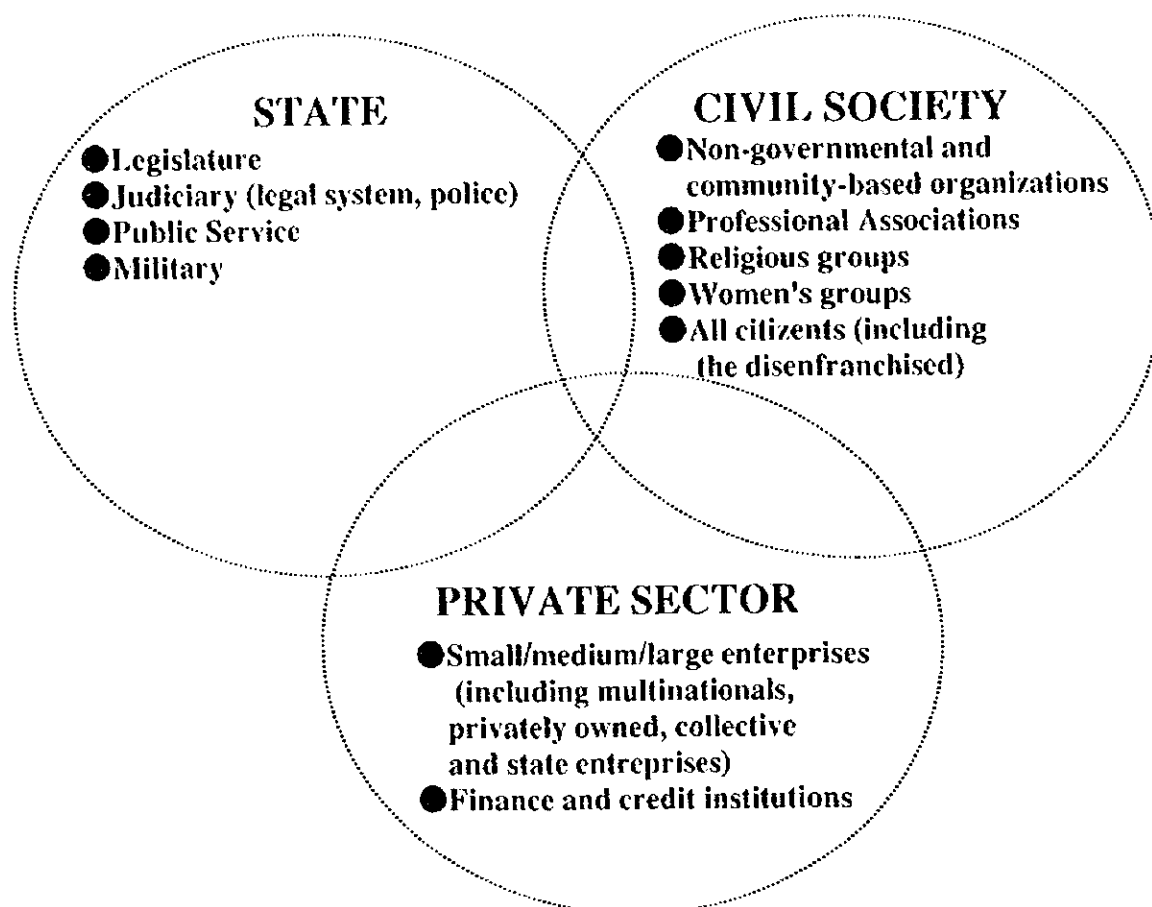 STATE
●Legislature
●Judiciary (legal system, police)
●Public Service
●Military
CIVIL SOCIETY
●Non-governmental and
community-based organizations
●Professional Associations
●Religious groups
●Women's groups
●All citizents (including
the disenfranchised)
PRIVATE SECTOR
●Small/medium/large enterprises
(including multinationals,
privately owned, collective
and state entreprises)
●Finance and credit institutions